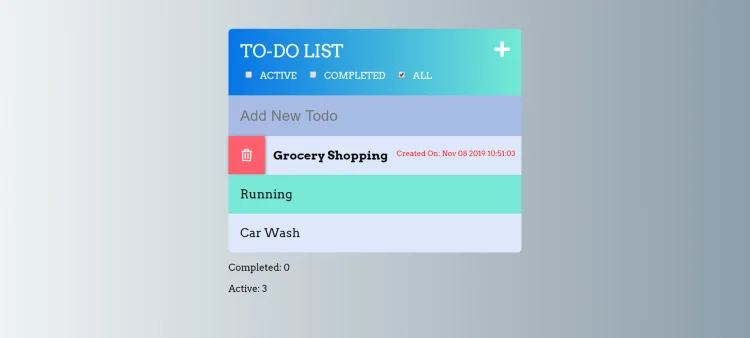 TO-DO LIST
ACTIVE COMPLETED ALL
Add New Todo
Grocery Shopping Created On: Nov 08 2019 10:51:03
Running
Car Wash
Completed: 0
Active: 3